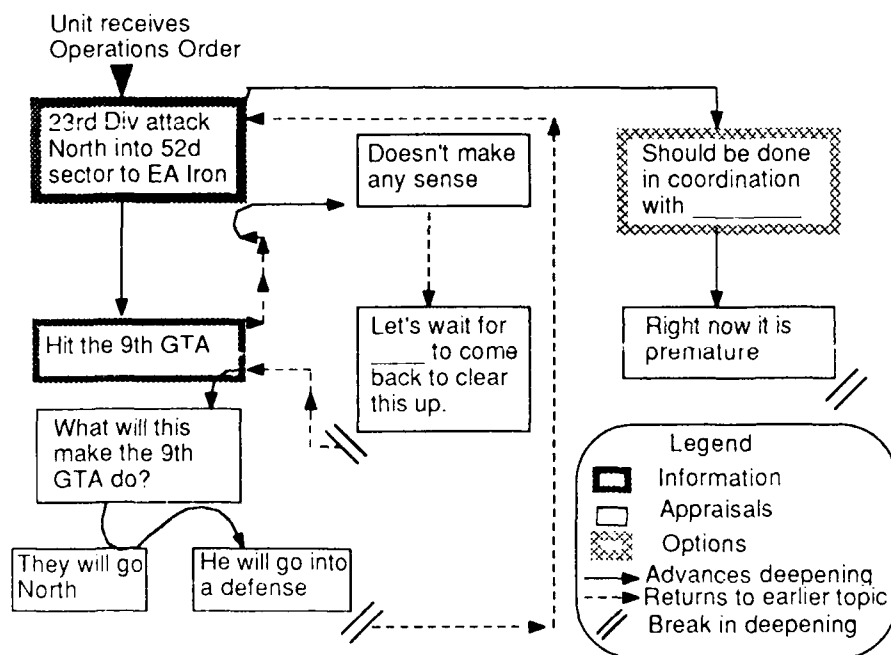 Unit receives
Operations Order
23rd Div attack
North into 52d
sector to EA Iron
Doesn't make
any sense
Should be done
in coordination
with ________
Hit the 9th GTA
Let's wait for
____ to come
back to clear
this up.
Right now it is
premature
What will this
make the 9th
GTA do?
They will go
North
He will go into
a defense
Legend
Information
Appraisals
Options
Advances deepening
Returns to earlier topic
Break in deepening